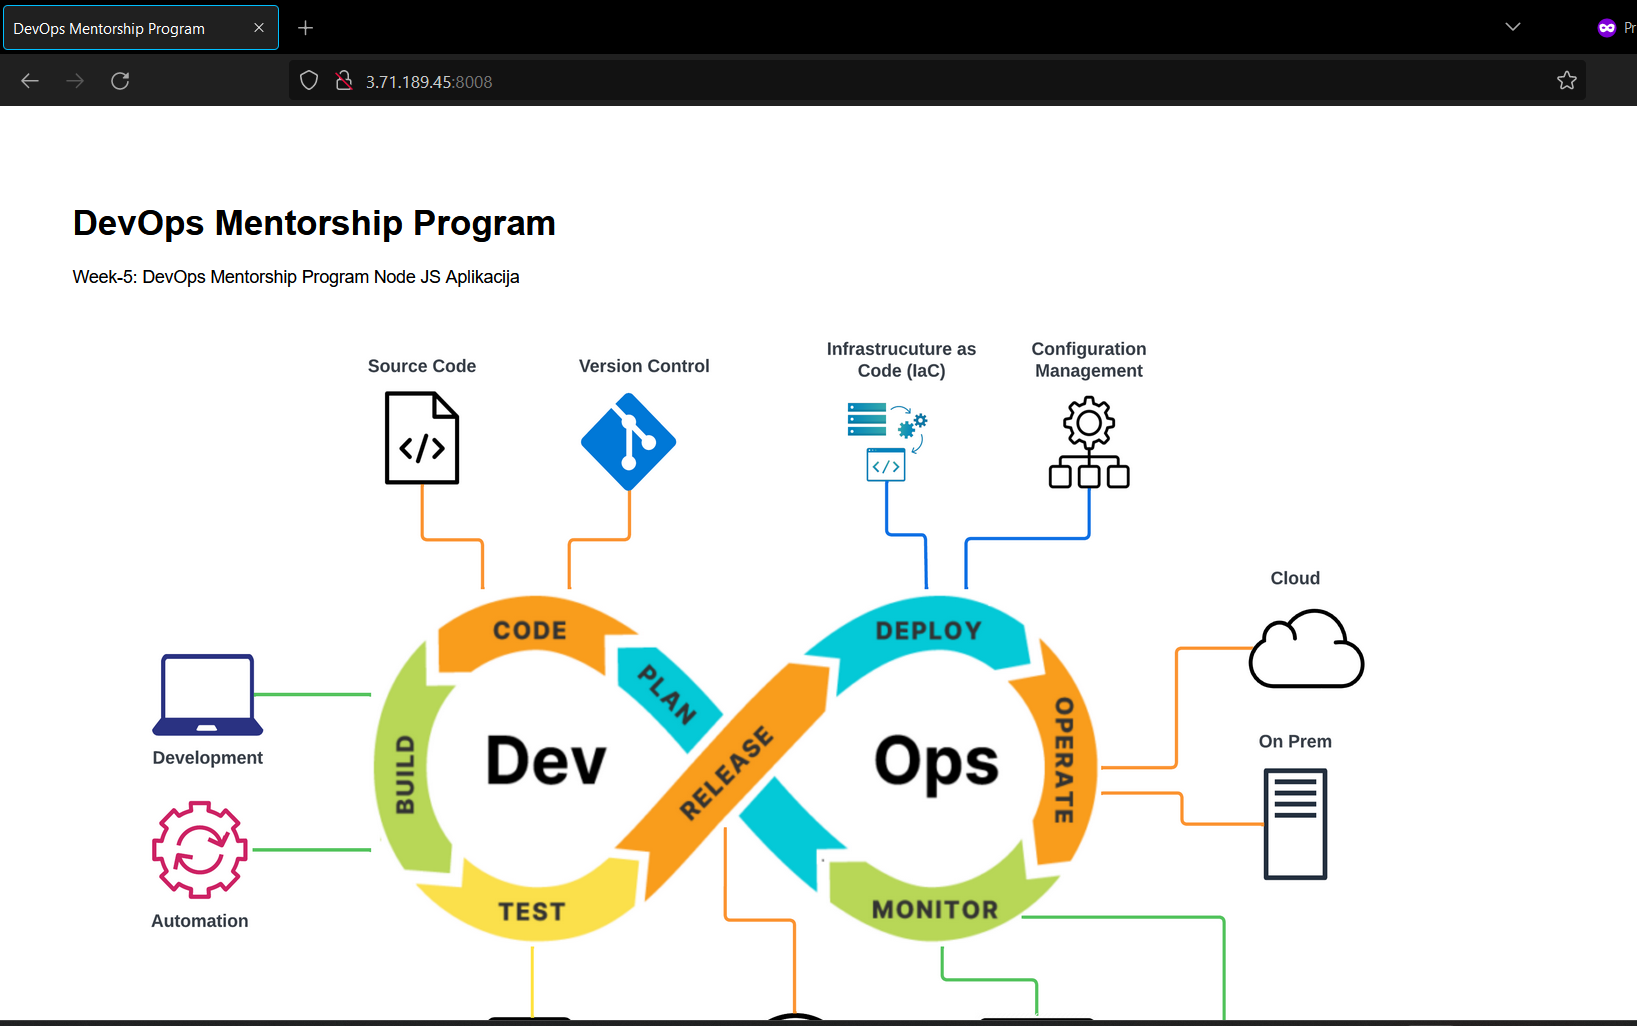 DevOps Mentorship Program
3.71.189.45:8008
DevOps Mentorship Program
Week-5: DevOps Mentorship Program Node JS Aplikacija
Source Code
Version Control
Infrastrucuture as
Code (IaC)
Configuration
Management
Cloud
CODE
DEPLOY
PLAN
OPERATE
Development
BUILD
Dev
RELEASE
Ops
On Prem
Automation
TEST
MONITOR